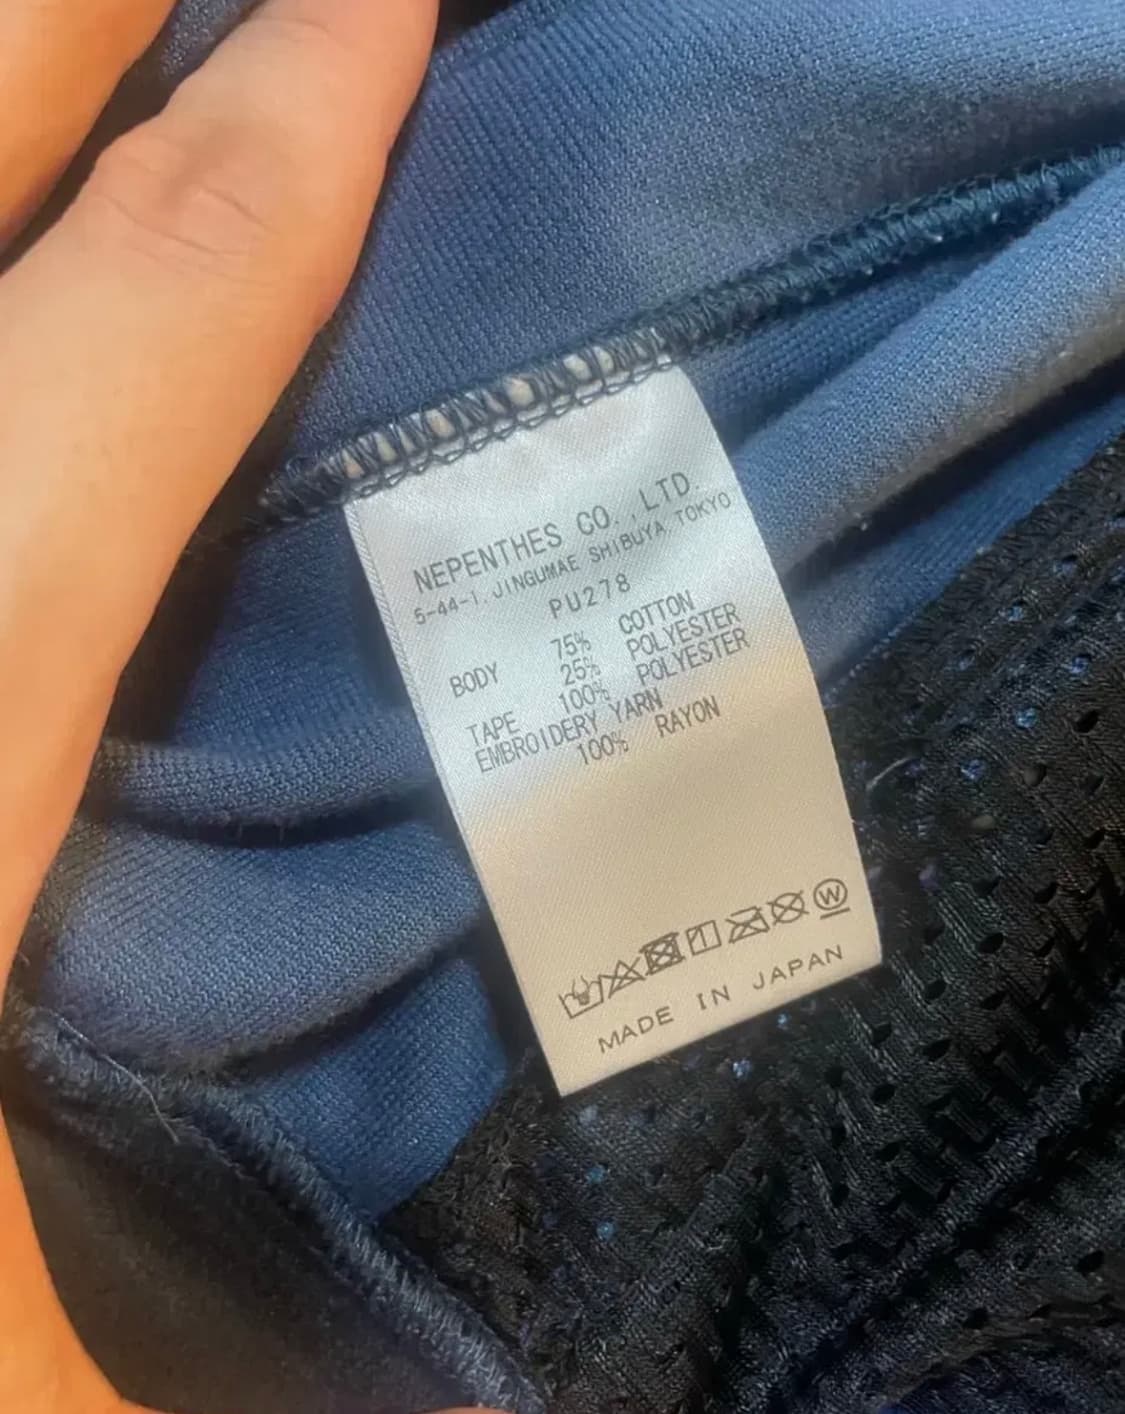 NEPENTHES CO.,LTD.
5-44-1.JINGUMAE SHIBUYA.TOKYO
PU278
BODY 75% COTTON
25% POLYESTER
TAPE 100% POLYESTER
EMBROIDERY YARN
100% RAYON
W
MADE IN JAPAN